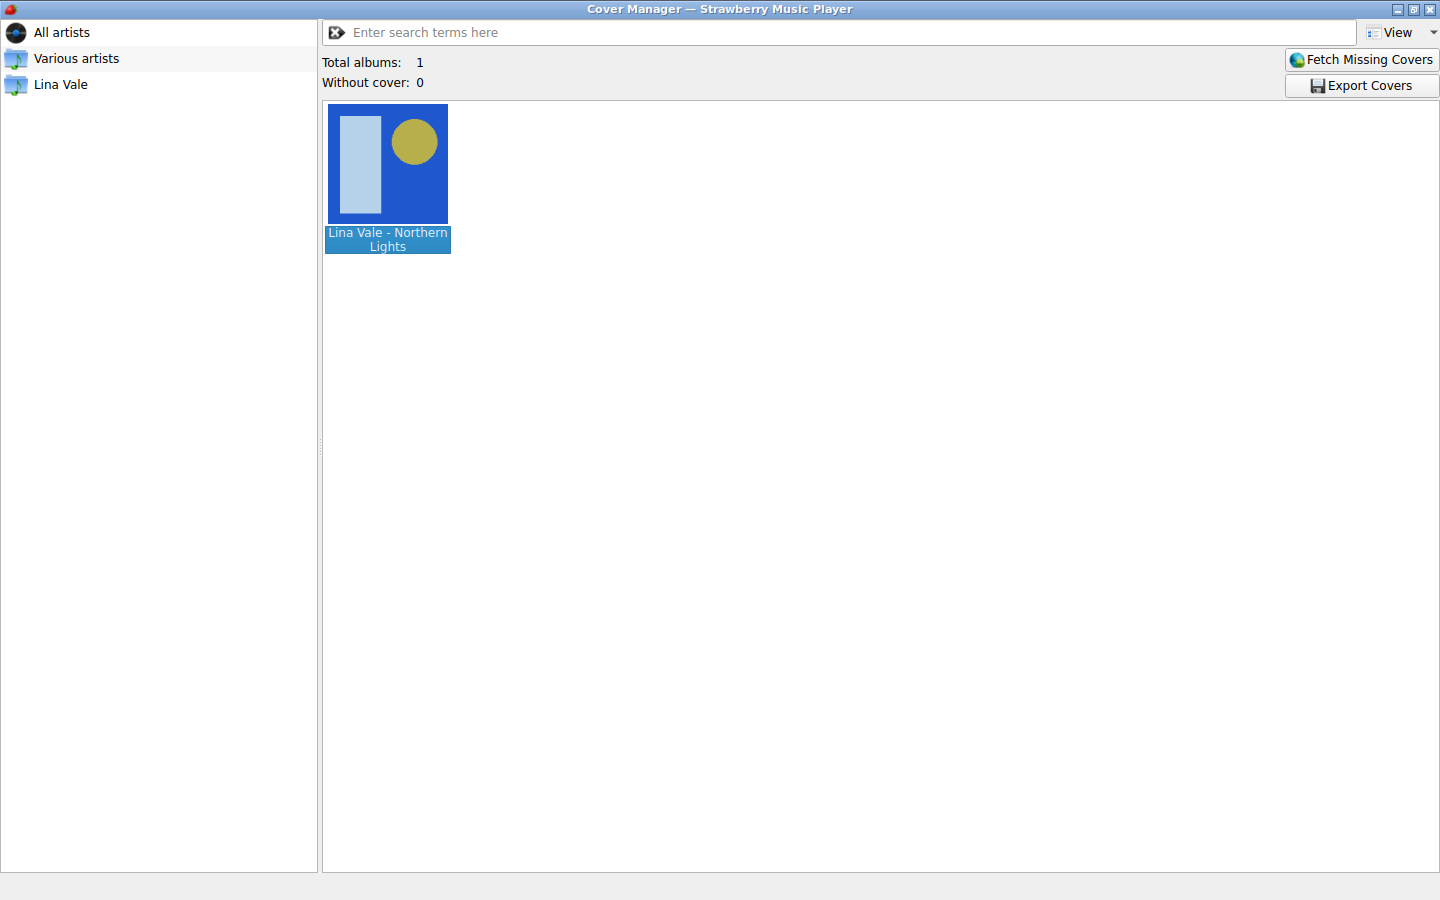 Cover Manager — Strawberry Music Player
All artists
Various artists
Lina Vale
Enter search terms here
View
Total albums: 1
Without cover: 0
Fetch Missing Covers
Export Covers
Lina Vale - Northern
Lights